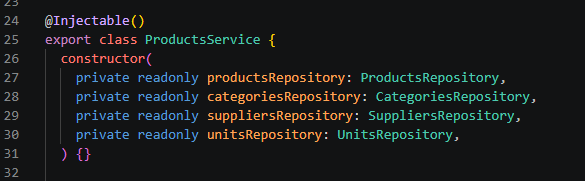 23
24 @Injectable()
25 export class ProductsService {
26   constructor(
27     private readonly productsRepository: ProductsRepository,
28     private readonly categoriesRepository: CategoriesRepository,
29     private readonly suppliersRepository: SuppliersRepository,
30     private readonly unitsRepository: UnitsRepository,
31   ) {}
32